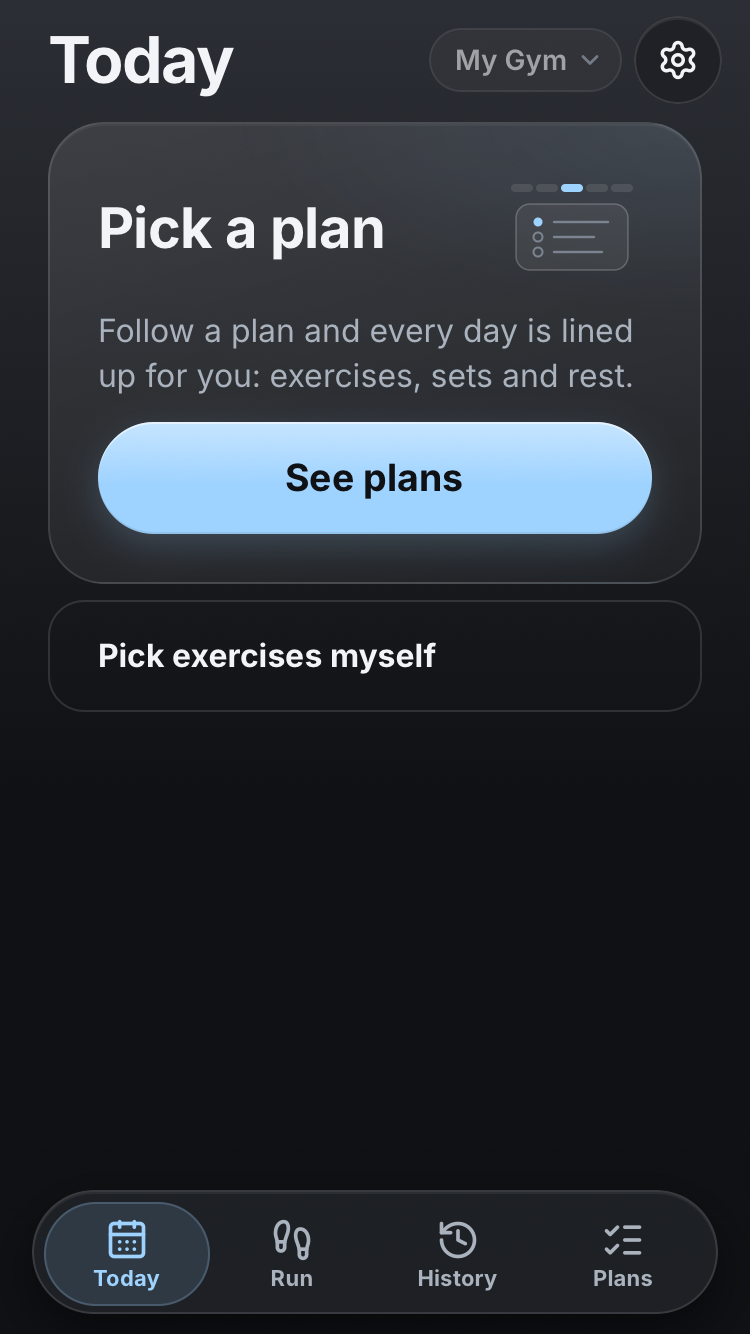 Today
My Gym
Pick a plan
Follow a plan and every day is lined
up for you: exercises, sets and rest.
See plans
Pick exercises myself
Today
Run
History
Plans